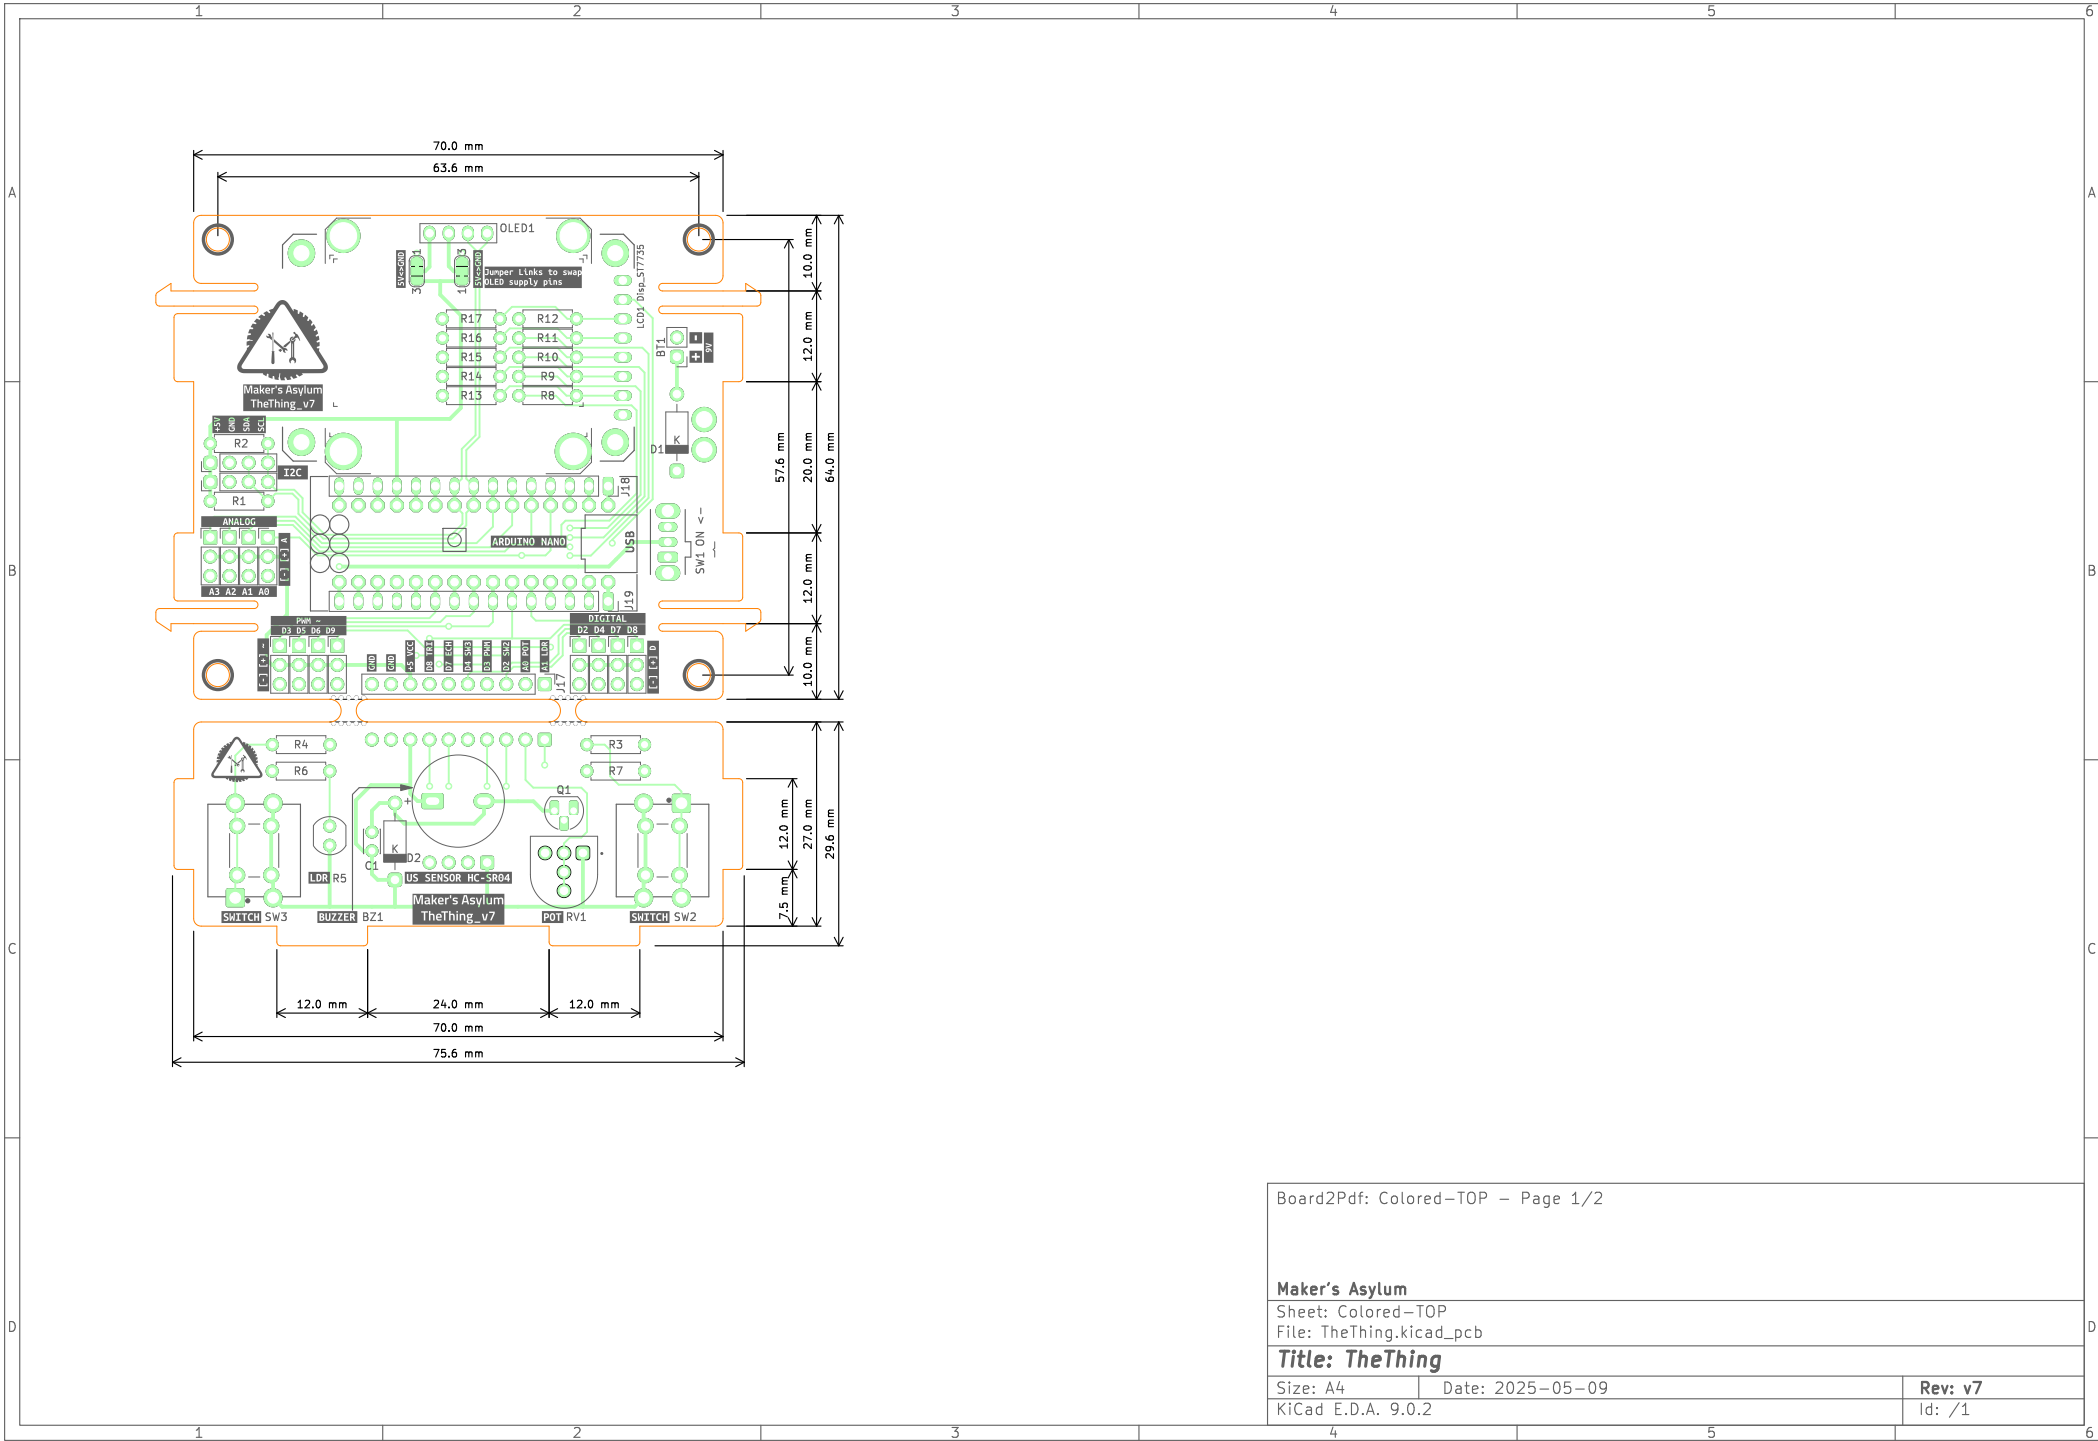 1 2 3 4 5 6
A A
B B
C C
D D
70.0 mm
63.6 mm
10.0 mm
12.0 mm
57.6 mm
20.0 mm
64.0 mm
12.0 mm
10.0 mm
OLED1
5V<>GND
1
3
3
1
5V<>GND
Jumper Links to swap
OLED supply pins
LCD1 Disp_ST7735
R17 R12
R16 R11
R15 R10
R14 R9
R13 R8
BT1
-
+
9V
K
D1
Maker's Asylum
TheThing_v7
+5V
GND
SDA
SCL
R2
I2C
R1
ANALOG
A
[+]
[-]
A3 A2 A1 A0
J18
ARDUINO NANO
USB
SW1 ON <-
J19
PWM ~
D3 D5 D6 D9
~
[+]
[-]
GND
GND
+5 VCC
D8 TRI
D7 ECH
D4 SW3
D3 PWM
D2 SW2
A0 POT
A1 LDR
J17
DIGITAL
D2 D4 D7 D8
D
[+]
[-]
R4 R3
R6 R7
+
Q1
K
D2
C1
LDR R5
US SENSOR HC-SR04
Maker's Asylum
TheThing_v7
SWITCH SW3
BUZZER BZ1
POT RV1
SWITCH SW2
12.0 mm
27.0 mm
29.6 mm
7.5 mm
12.0 mm 24.0 mm 12.0 mm
70.0 mm
75.6 mm
Board2Pdf: Colored-TOP - Page 1/2
Maker's Asylum
Sheet: Colored-TOP
File: TheThing.kicad_pcb
Title: TheThing
Size: A4 Date: 2025-05-09 Rev: v7
KiCad E.D.A. 9.0.2 Id: /1
1 2 3 4 5 6